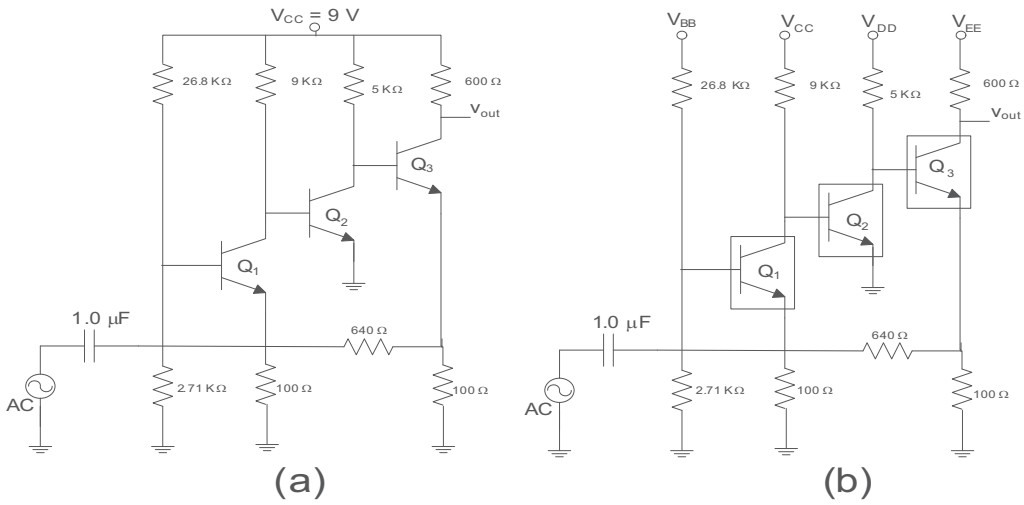 V_CC = 9 V
26.8 KΩ
9 KΩ
5 KΩ
600 Ω
v_out
Q_3
Q_2
Q_1
1.0 μF
640 Ω
AC
2.71 KΩ
100 Ω
100 Ω
(a)
V_BB
V_CC
V_DD
V_EE
26.8 KΩ
9 KΩ
5 KΩ
600 Ω
v_out
Q_3
Q_2
Q_1
1.0 μF
640 Ω
AC
2.71 KΩ
100 Ω
100 Ω
(b)